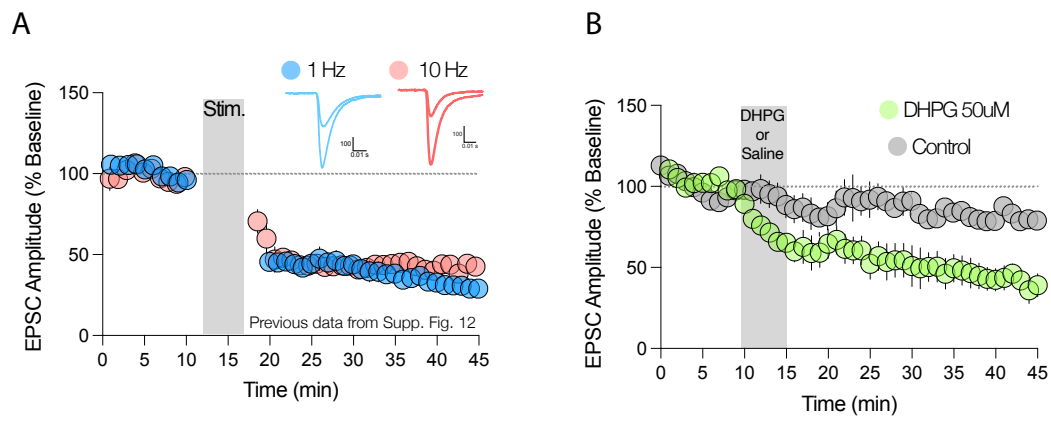 A
1 Hz
10 Hz
EPSC Amplitude (% Baseline)
150
100
50
0
Stim.
100
0.01 s
100
0.01 s
Previous data from Supp. Fig. 12
0 5 10 15 20 25 30 35 40 45
Time (min)
B
EPSC Amplitude (% Baseline)
150
100
50
0
DHPG
or
Saline
DHPG 50uM
Control
0 5 10 15 20 25 30 35 40 45
Time (min)